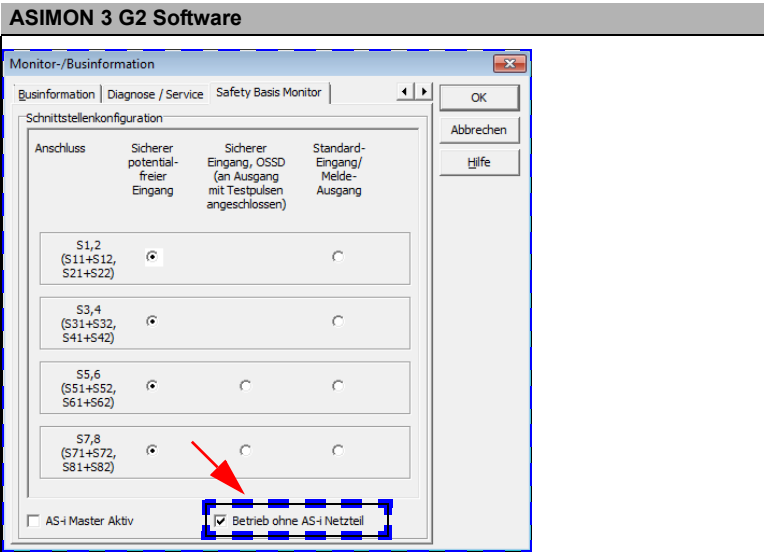 ASIMON 3 G2 Software
Monitor-/Businformation
Businformation
Diagnose / Service
Safety Basis Monitor
OK
Abbrechen
Hilfe
Schnittstellenkonfiguration
Anschluss
Sicherer
potential-
freier
Eingang
Sicherer
Eingang, OSSD
(an Ausgang
mit Testpulsen
angeschlossen)
Standard-
Eingang/
Melde-
Ausgang
S1,2
(S11+S12,
S21+S22)
S3,4
(S31+S32,
S41+S42)
S5,6
(S51+S52,
S61+S62)
S7,8
(S71+S72,
S81+S82)
AS-i Master Aktiv
Betrieb ohne AS-i Netzteil